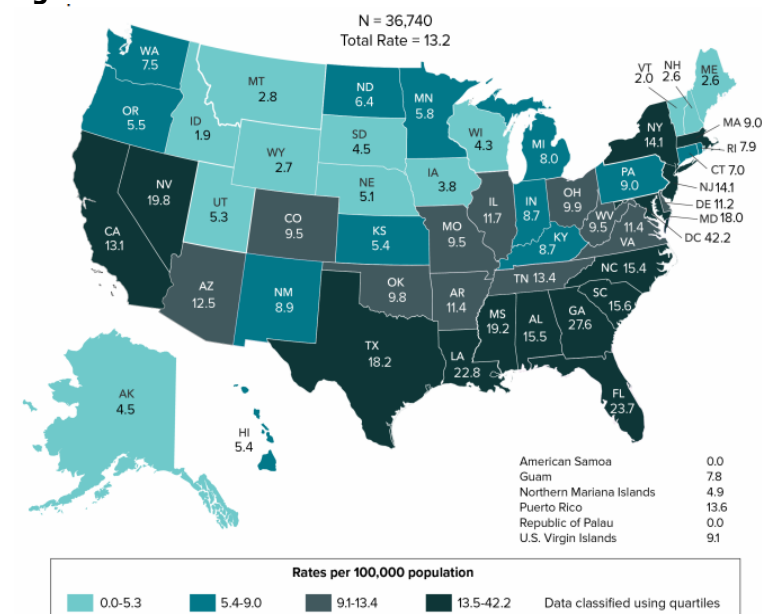 N = 36,740
Total Rate = 13.2
WA
7.5
OR
5.5
CA
13.1
NV
19.8
ID
1.9
MT
2.8
WY
2.7
UT
5.3
AZ
12.5
CO
9.5
NM
8.9
ND
6.4
SD
4.5
NE
5.1
KS
5.4
OK
9.8
TX
18.2
MN
5.8
IA
3.8
MO
9.5
AR
11.4
LA
22.8
WI
4.3
IL
11.7
MI
8.0
IN
8.7
OH
9.9
KY
8.7
TN 13.4
MS
19.2
AL
15.5
GA
27.6
FL
23.7
SC
15.6
NC 15.4
WV
9.5
11.4
VA
PA
9.0
NY
14.1
VT
2.0
NH
2.6
ME
2.6
MA 9.0
RI 7.9
CT 7.0
NJ 14.1
DE 11.2
MD 18.0
DC 42.2
AK
4.5
HI
5.4
American Samoa 0.0
Guam 7.8
Northern Mariana Islands 4.9
Puerto Rico 13.6
Republic of Palau 0.0
U.S. Virgin Islands 9.1
Rates per 100,000 population
0.0-5.3 5.4-9.0 9.1-13.4 13.5-42.2 Data classified using quartiles